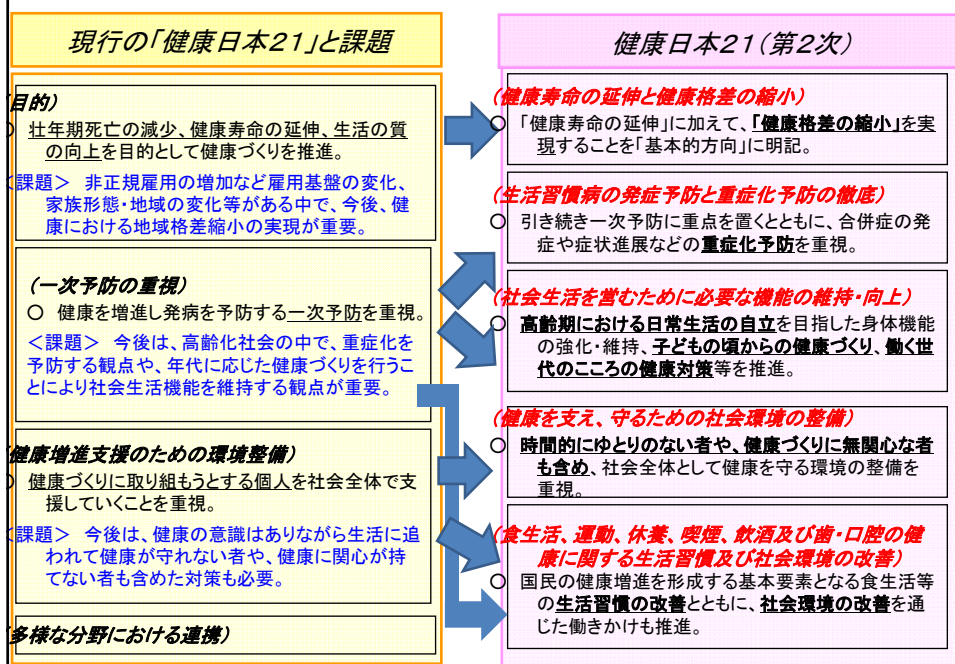 現行の「健康日本21」と課題
目的)
○ 壮年期死亡の減少、健康寿命の延伸、生活の質
の向上を目的として健康づくりを推進。
<課題> 非正規雇用の増加など雇用基盤の変化、
家族形態・地域の変化等がある中で、今後、健
康における地域格差縮小の実現が重要。
(一次予防の重視)
○ 健康を増進し発病を予防する一次予防を重視。
<課題> 今後は、高齢化社会の中で、重症化を
予防する観点や、年代に応じた健康づくりを行うこ
とにより社会生活機能を維持する観点が重要。
(健康増進支援のための環境整備)
○ 健康づくりに取り組もうとする個人を社会全体で支
援していくことを重視。
<課題> 今後は、健康の意識はありながら生活に追
われて健康が守れない者や、健康に関心が持
てない者も含めた対策も必要。
多様な分野における連携)
健康日本21(第2次)
(健康寿命の延伸と健康格差の縮小)
○ 「健康寿命の延伸」に加えて、「健康格差の縮小」を実
現することを「基本的方向」に明記。
(生活習慣病の発症予防と重症化予防の徹底)
○ 引き続き一次予防に重点を置くとともに、合併症の発
症や症状進展などの重症化予防を重視。
(社会生活を営むために必要な機能の維持・向上)
○ 高齢期における日常生活の自立を目指した身体機能
の強化・維持、子どもの頃からの健康づくり、働く世
代のこころの健康対策等を推進。
(健康を支え、守るための社会環境の整備)
○ 時間的にゆとりのない者や、健康づくりに無関心な者
も含め、社会全体として健康を守る環境の整備を
重視。
(食生活、運動、休養、喫煙、飲酒及び歯・口腔の健
康に関する生活習慣及び社会環境の改善)
○ 国民の健康増進を形成する基本要素となる食生活等
の生活習慣の改善とともに、社会環境の改善を通
じた働きかけも推進。